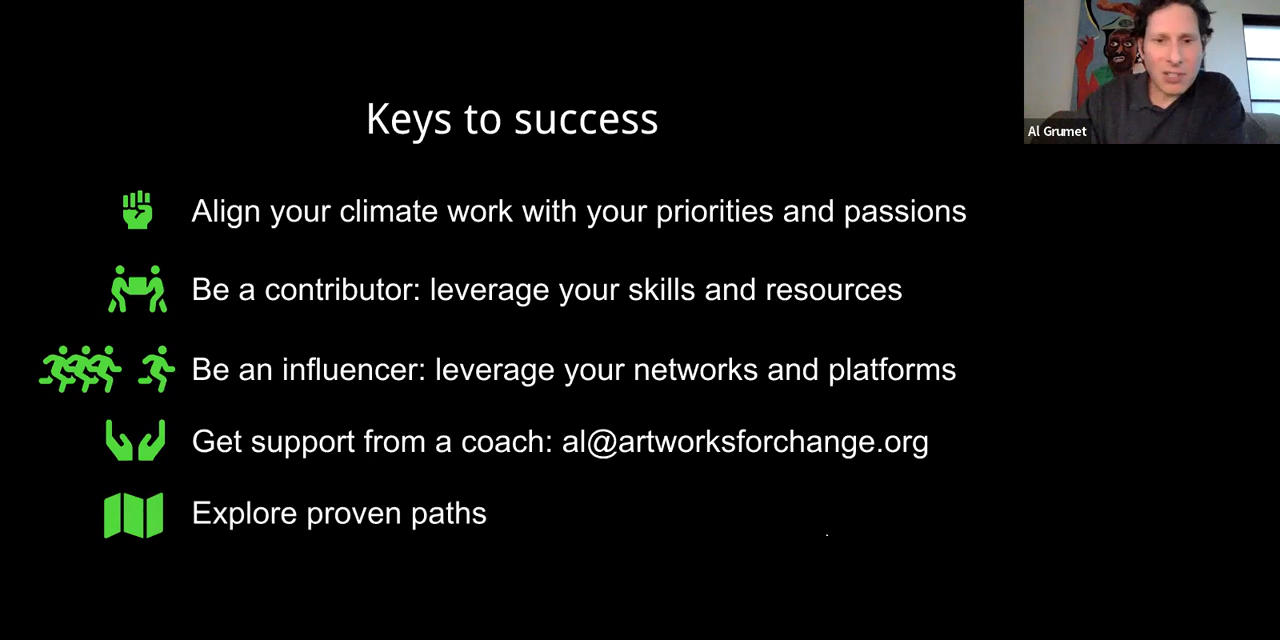 Keys to success
Al Grumet
Align your climate work with your priorities and passions
Be a contributor: leverage your skills and resources
Be an influencer: leverage your networks and platforms
Get support from a coach: al@artworksforchange.org
Explore proven paths